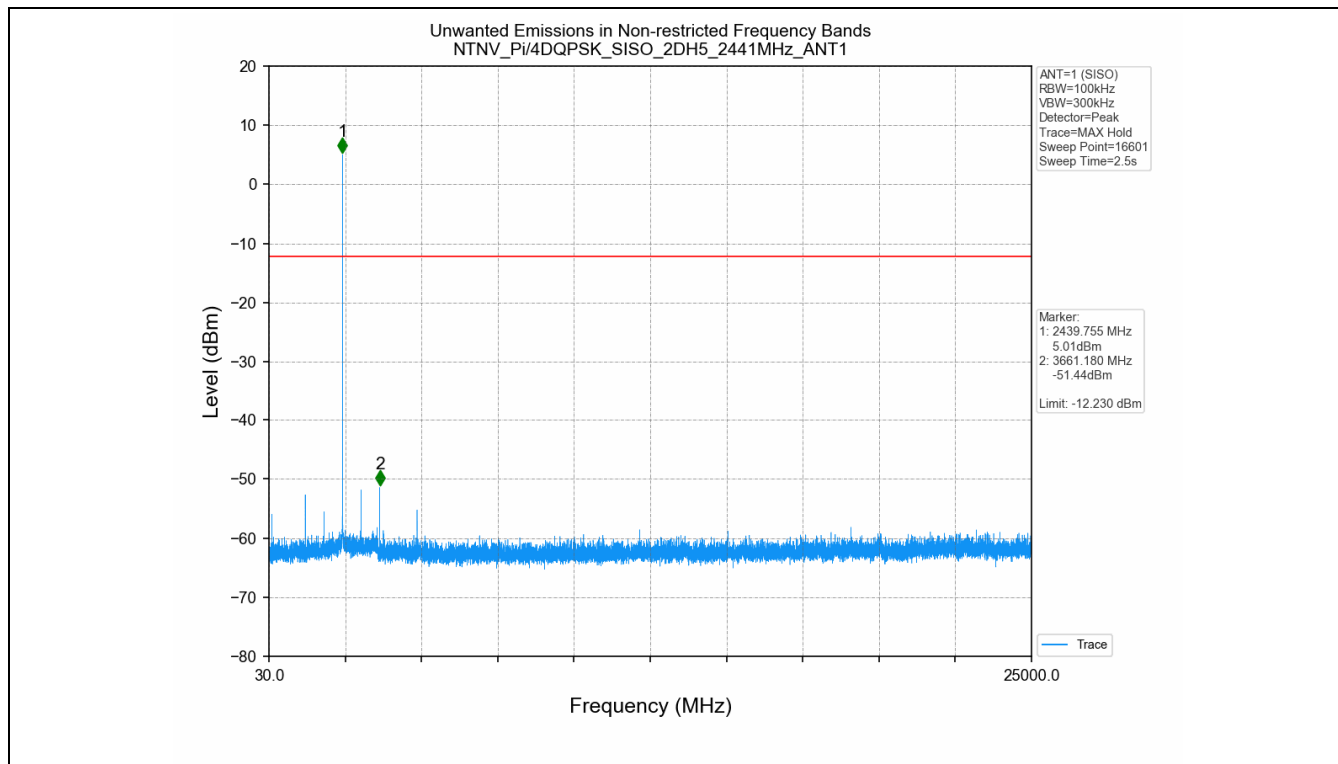 Unwanted Emissions in Non-restricted Frequency Bands
NTNV_Pi/4DQPSK_SISO_2DH5_2441MHz_ANT1
ANT=1 (SISO)
RBW=100kHz
VBW=300kHz
Detector=Peak
Trace=MAX Hold
Sweep Point=16601
Sweep Time=2.5s
20
10
0
−10
−20
−30
−40
−50
−60
−70
−80
Level (dBm)
1
2
Marker:
1: 2439.755 MHz
5.01dBm
2: 3661.180 MHz
-51.44dBm
Limit: -12.230 dBm
Trace
30.0
25000.0
Frequency (MHz)